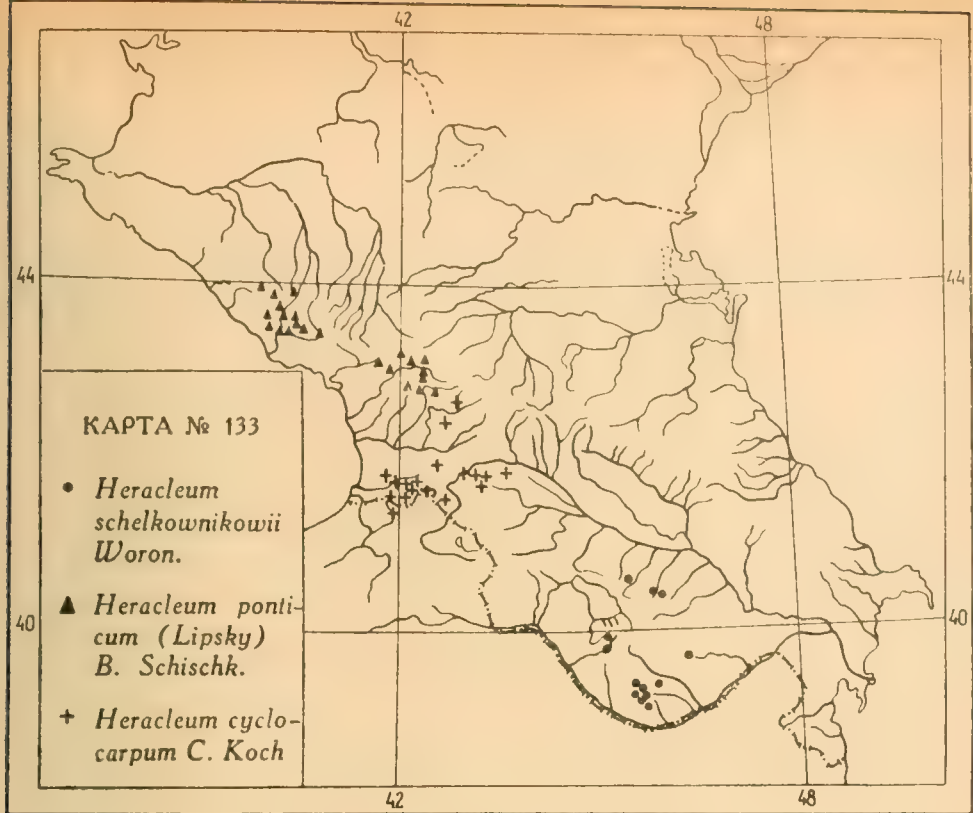 42 48
44 44
КАРТА № 133
Heracleum
schelkownikowii
Woron.
Heracleum ponti-
cum (Lipsky)
B. Schischk.
Heracleum cyclo-
carpum C. Koch
40 40
42 48